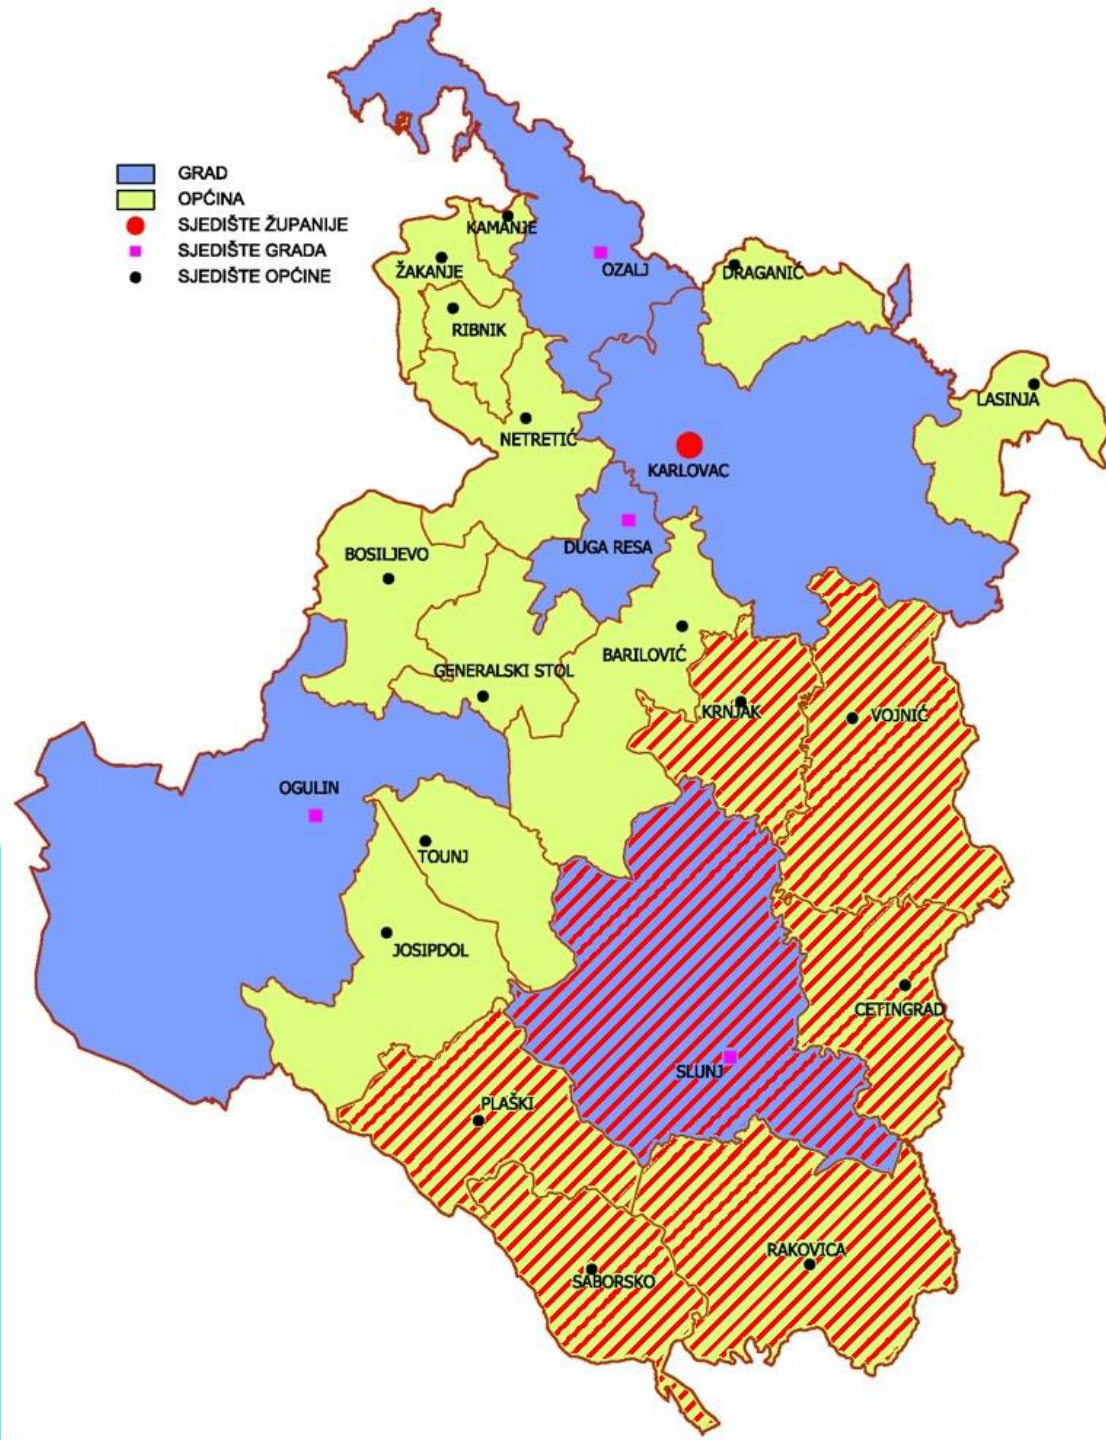 GRAD
OPĆINA
SJEDIŠTE ŽUPANIJE
SJEDIŠTE GRADA
SJEDIŠTE OPĆINE
KAMANJE
ŽAKANJE
OZALJ
DRAGANIĆ
RIBNIK
LASINJA
NETRETIĆ
KARLOVAC
BOSILJEVO
DUGA RESA
BARILOVIĆ
GENERALSKI STOL
KRNJAK
VOJNIĆ
OGULIN
TOUNJ
JOSIPDOL
CETINGRAD
SLUNJ
PLAŠKI
RAKOVICA
SABORSKO